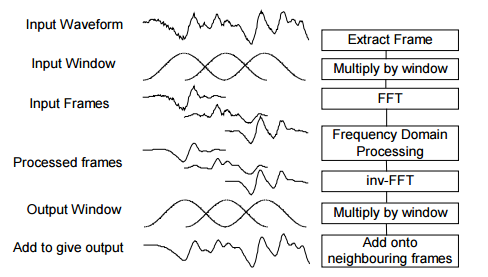 Input Waveform
Input Window
Input Frames
Processed frames
Output Window
Add to give output
Extract Frame
Multiply by window
FFT
Frequency Domain
Processing
inv-FFT
Multiply by window
Add onto
neighbouring frames